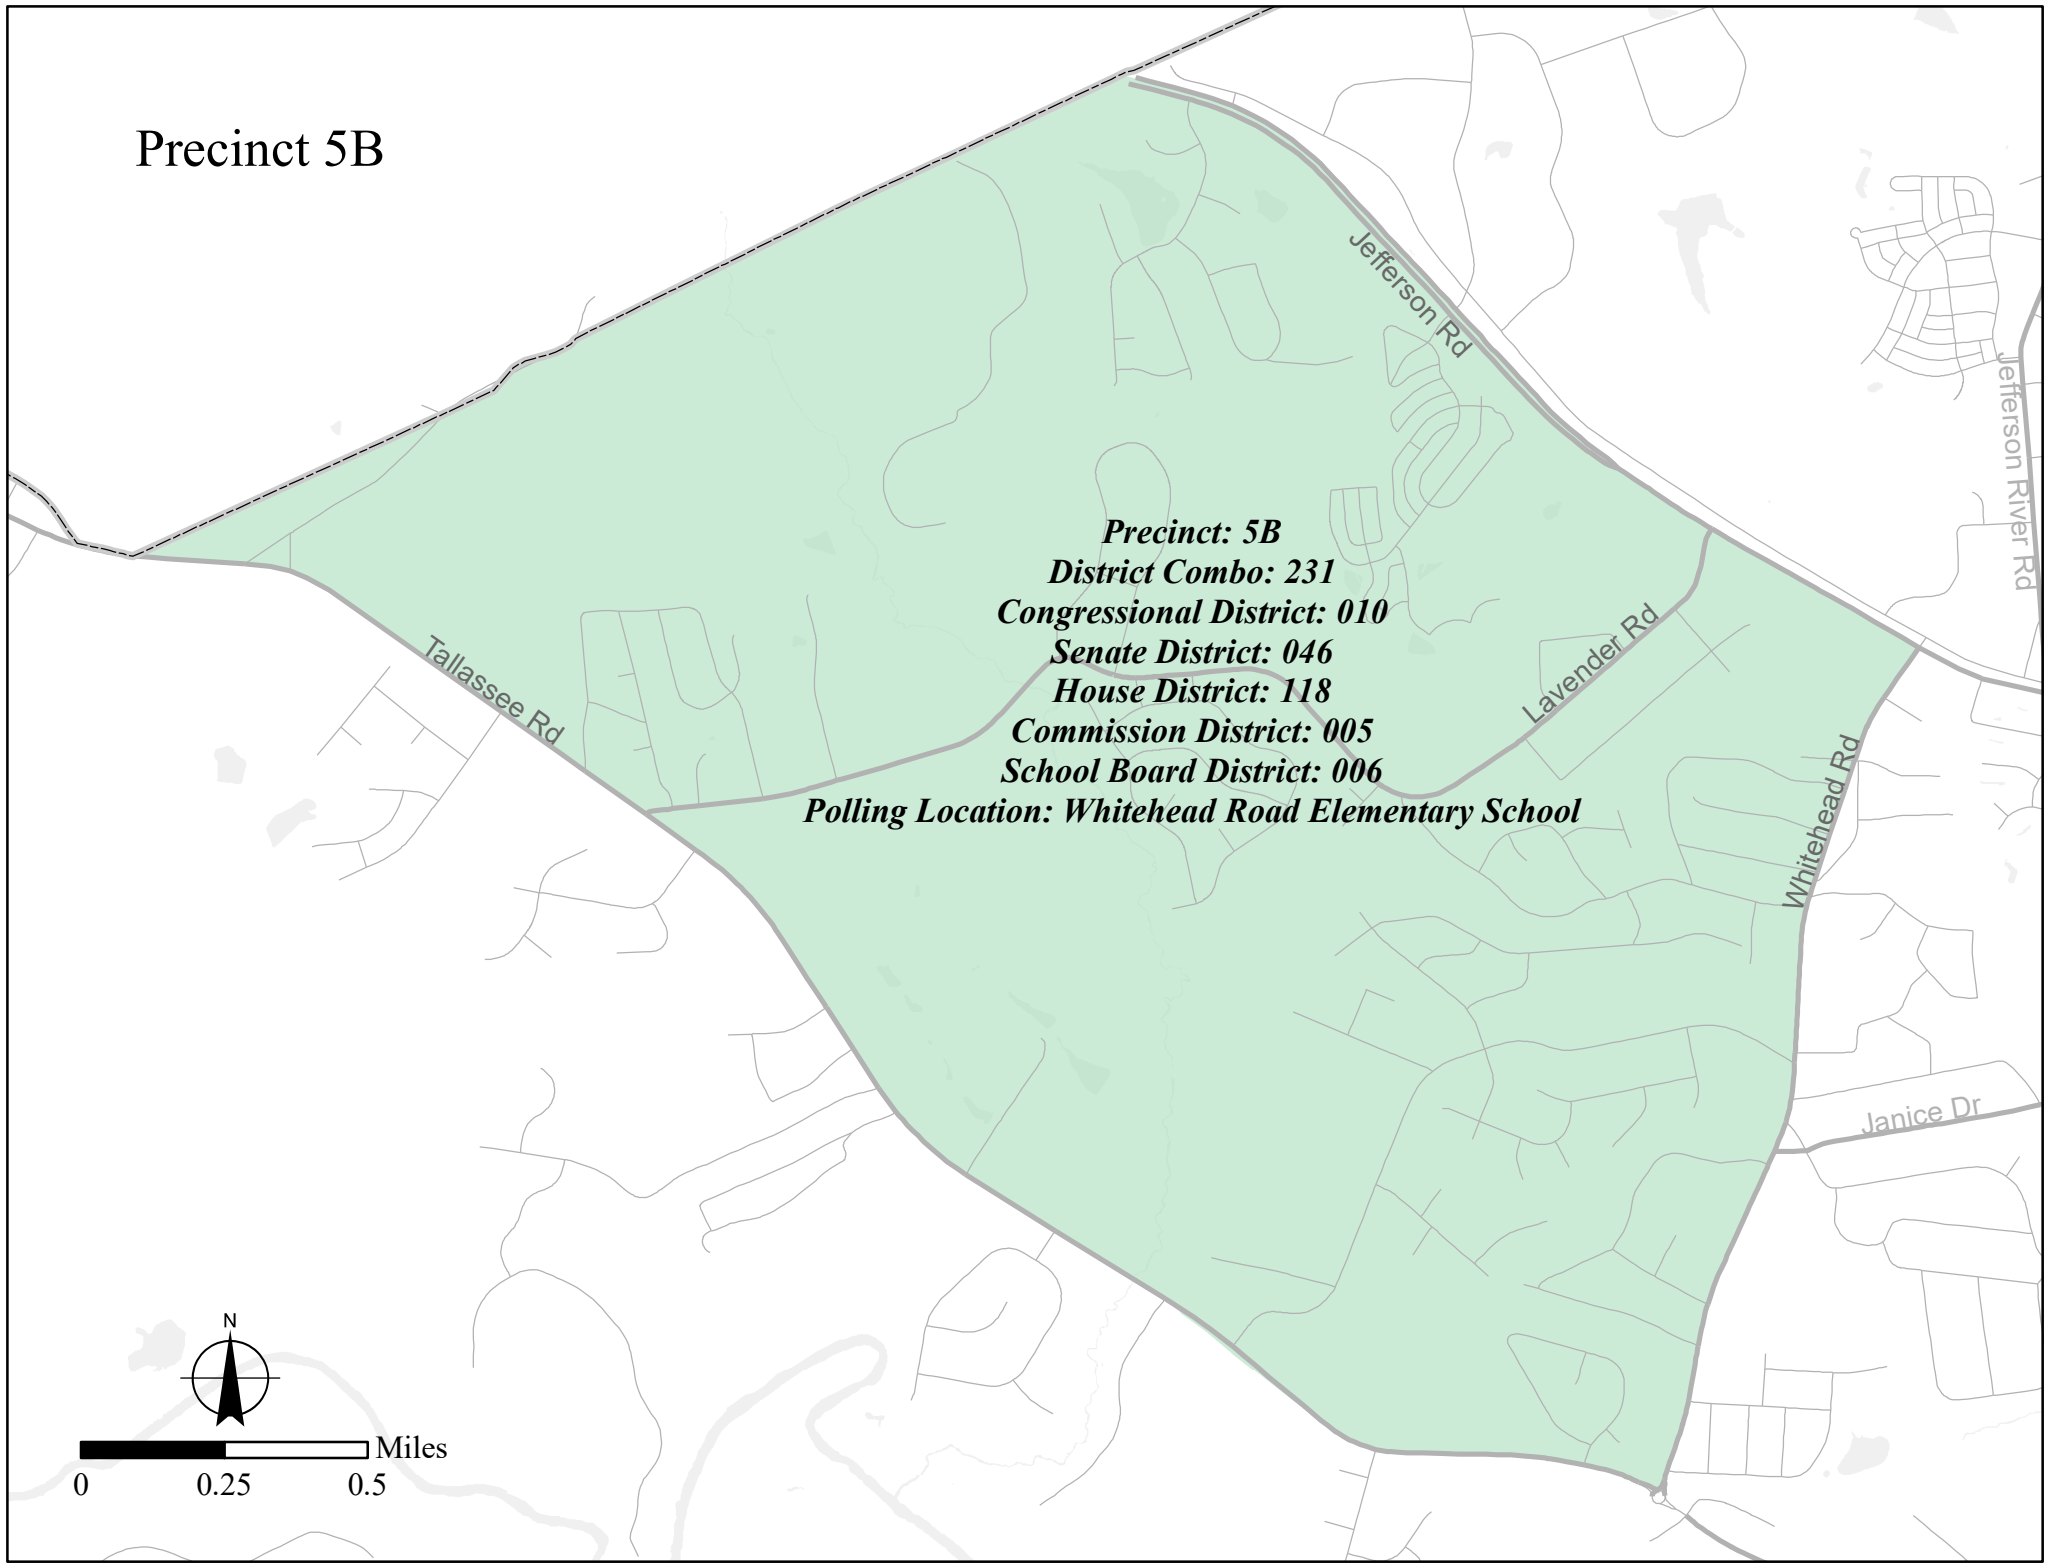 Precinct 5B
Jefferson Rd
Jefferson River Rd
Precinct: 5B
District Combo: 231
Congressional District: 010
Senate District: 046
House District: 118
Commission District: 005
School Board District: 006
Polling Location: Whitehead Road Elementary School
Tallassee Rd
Lavender Rd
Whitehead Rd
Janice Dr
N
Miles
0 0.25 0.5